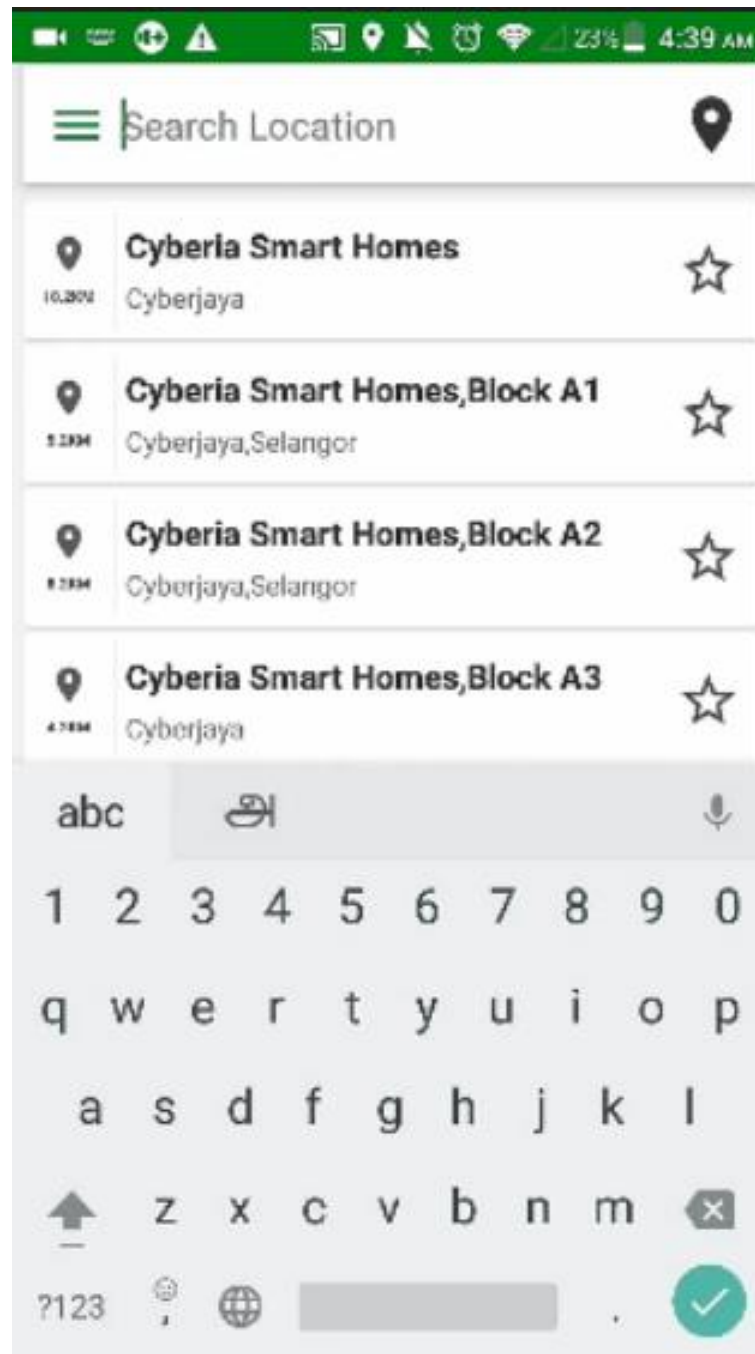 23% 4:39 AM
Search Location
Cyberia Smart Homes
Cyberjaya
Cyberia Smart Homes,Block A1
Cyberjaya,Selangor
Cyberia Smart Homes,Block A2
Cyberjaya,Selangor
Cyberia Smart Homes,Block A3
Cyberjaya
abc அ
1 2 3 4 5 6 7 8 9 0
q w e r t y u i o p
a s d f g h j k l
z x c v b n m
?123 , .